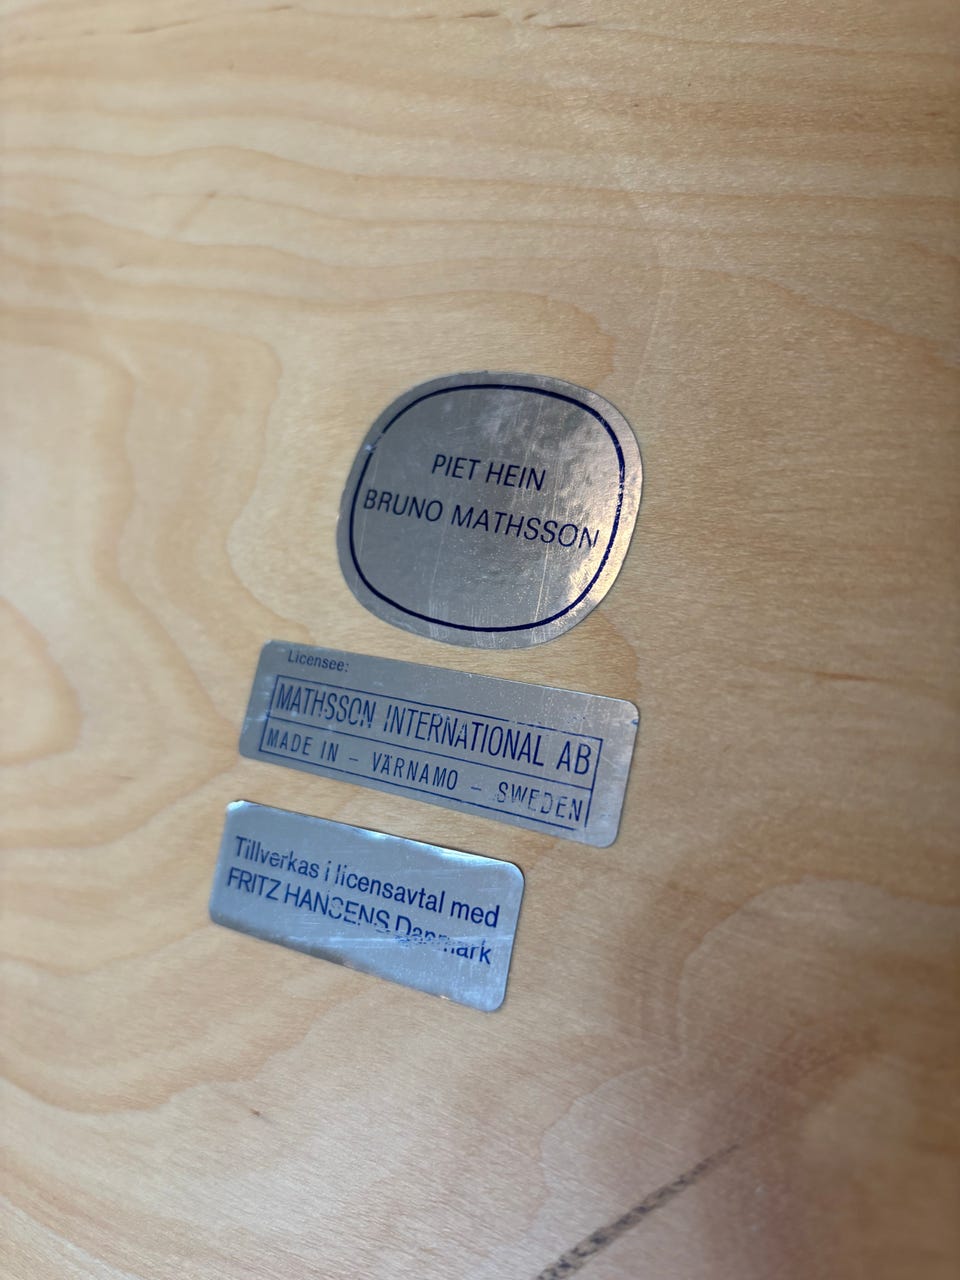 PIET HEIN
BRUNO MATHSSON
Licensee:
MATHSSON INTERNATIONAL AB
MADE IN – VÄRNAMO – SWEDEN
Tillverkas i licensavtal med
FRITZ HANSENS Danmark